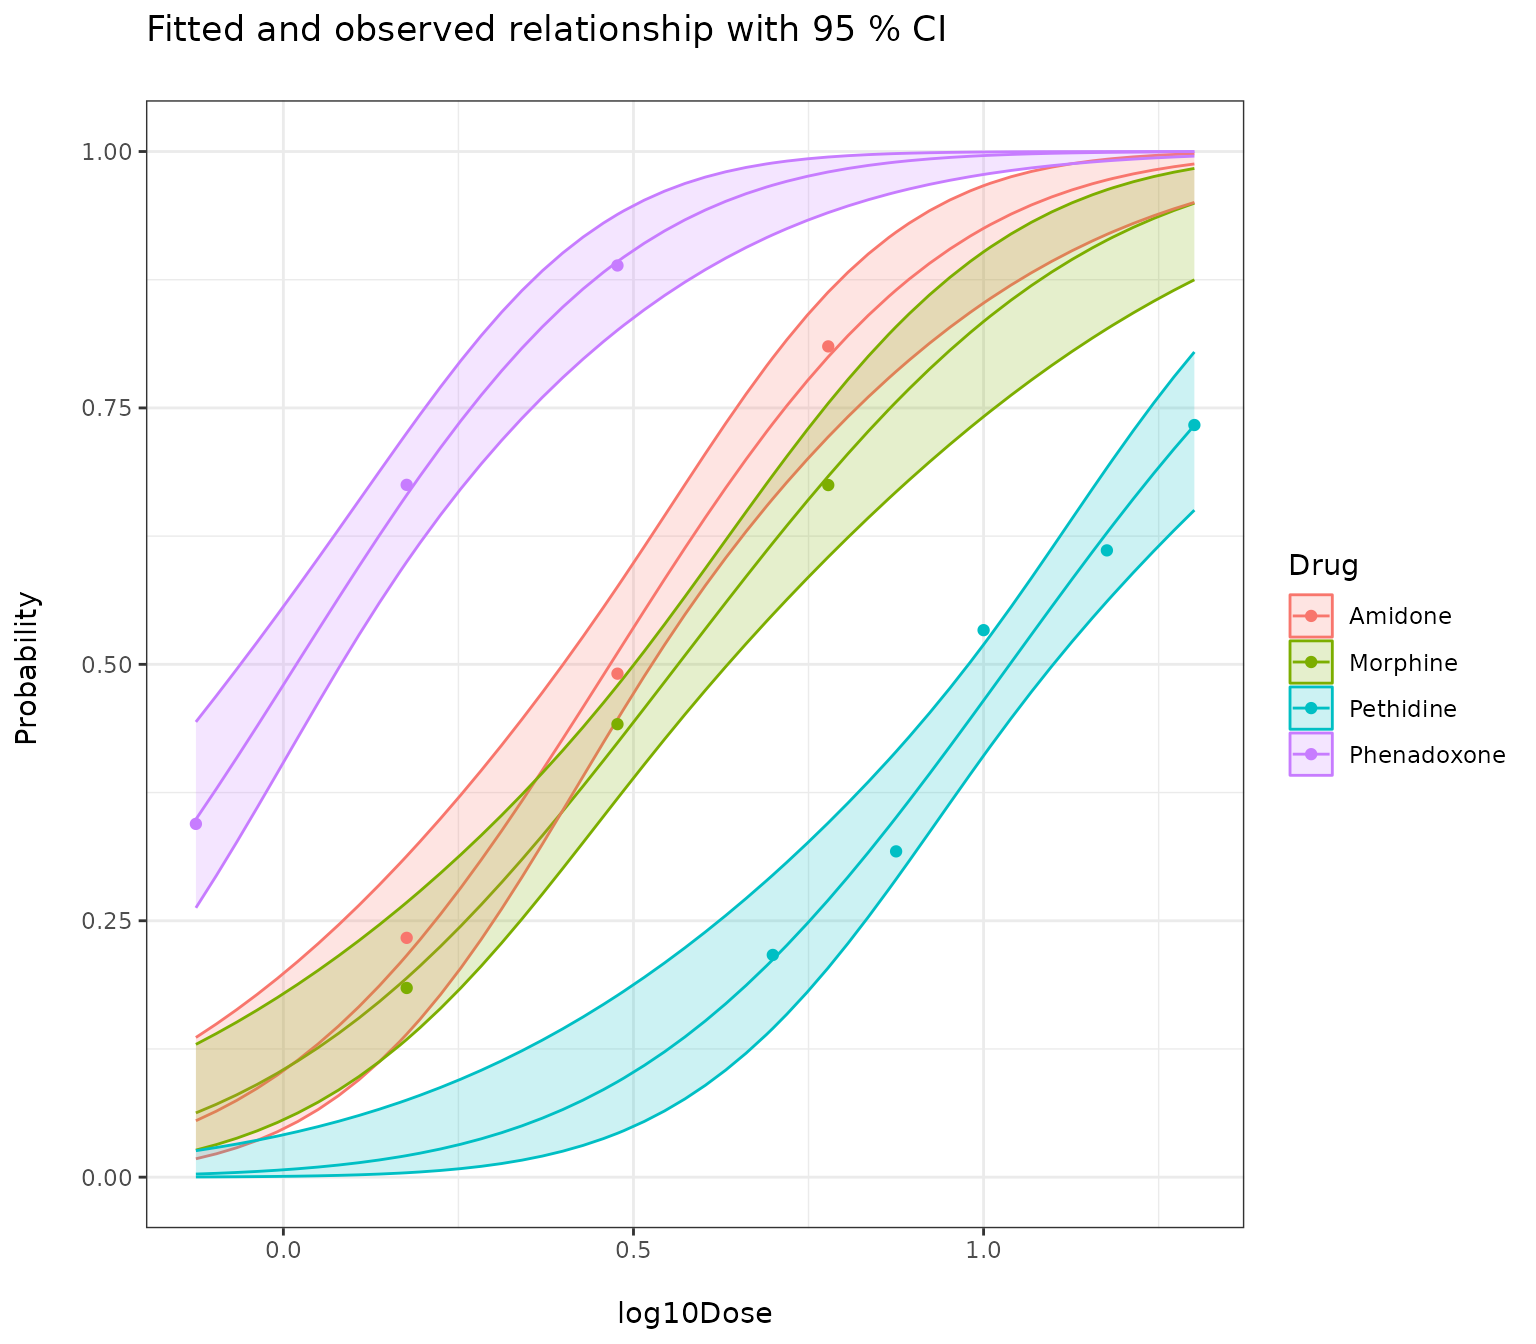 Fitted and observed relationship with 95 % CI
1.00
0.75
0.50
0.25
0.00
Probability
0.0 0.5 1.0
log10Dose
Drug
Amidone
Morphine
Pethidine
Phenadoxone